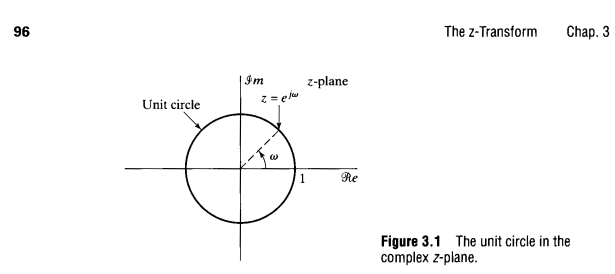 96 The z-Transform Chap. 3
ℐm z-plane
z = e^{jω}
Unit circle
ω
1 ℛe
Figure 3.1 The unit circle in the
complex z-plane.